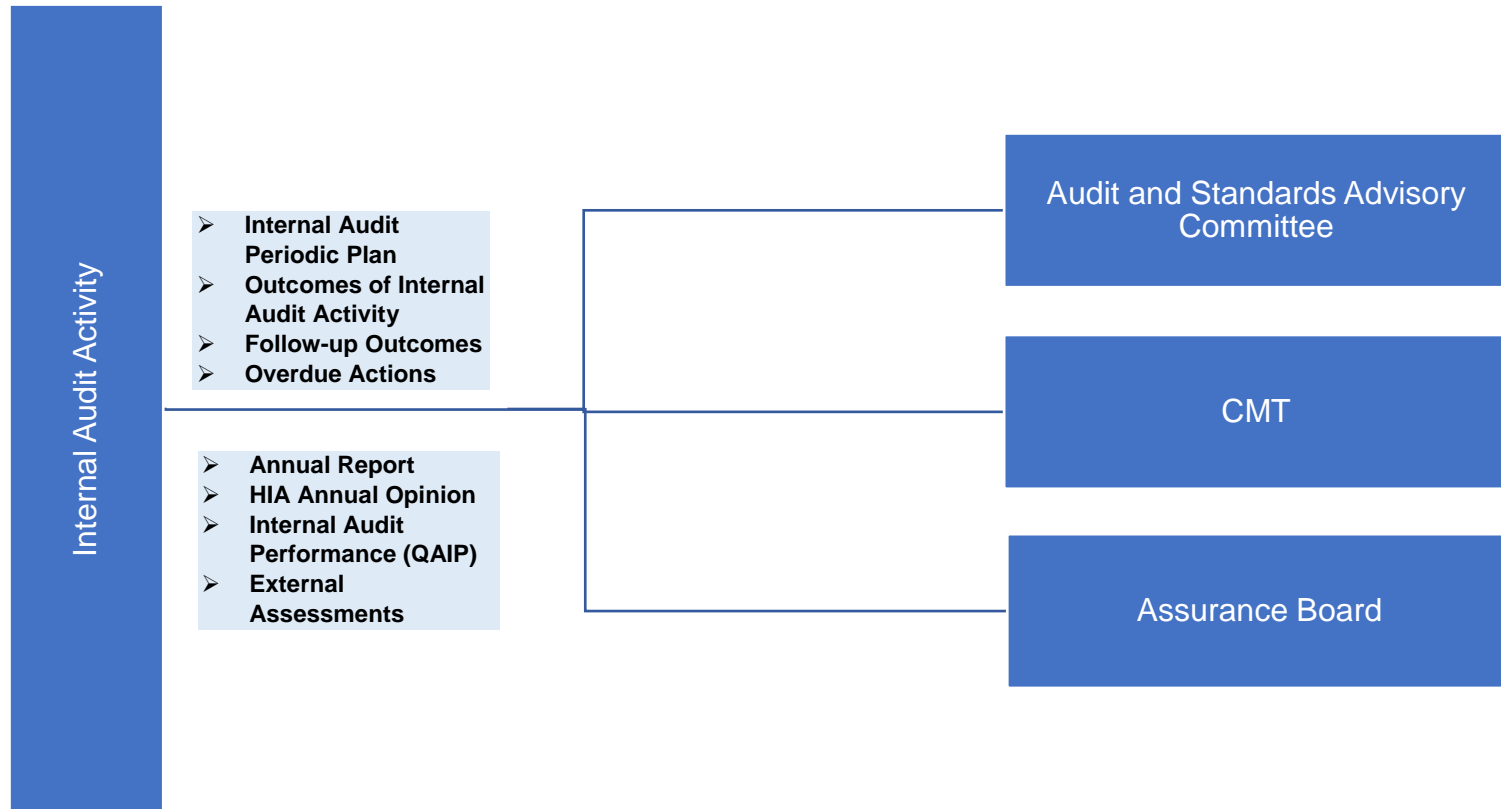 Internal Audit Activity
➢ Internal Audit
Periodic Plan
➢ Outcomes of Internal
Audit Activity
➢ Follow-up Outcomes
➢ Overdue Actions
➢ Annual Report
➢ HIA Annual Opinion
➢ Internal Audit
Performance (QAIP)
➢ External
Assessments
Audit and Standards Advisory
Committee
CMT
Assurance Board